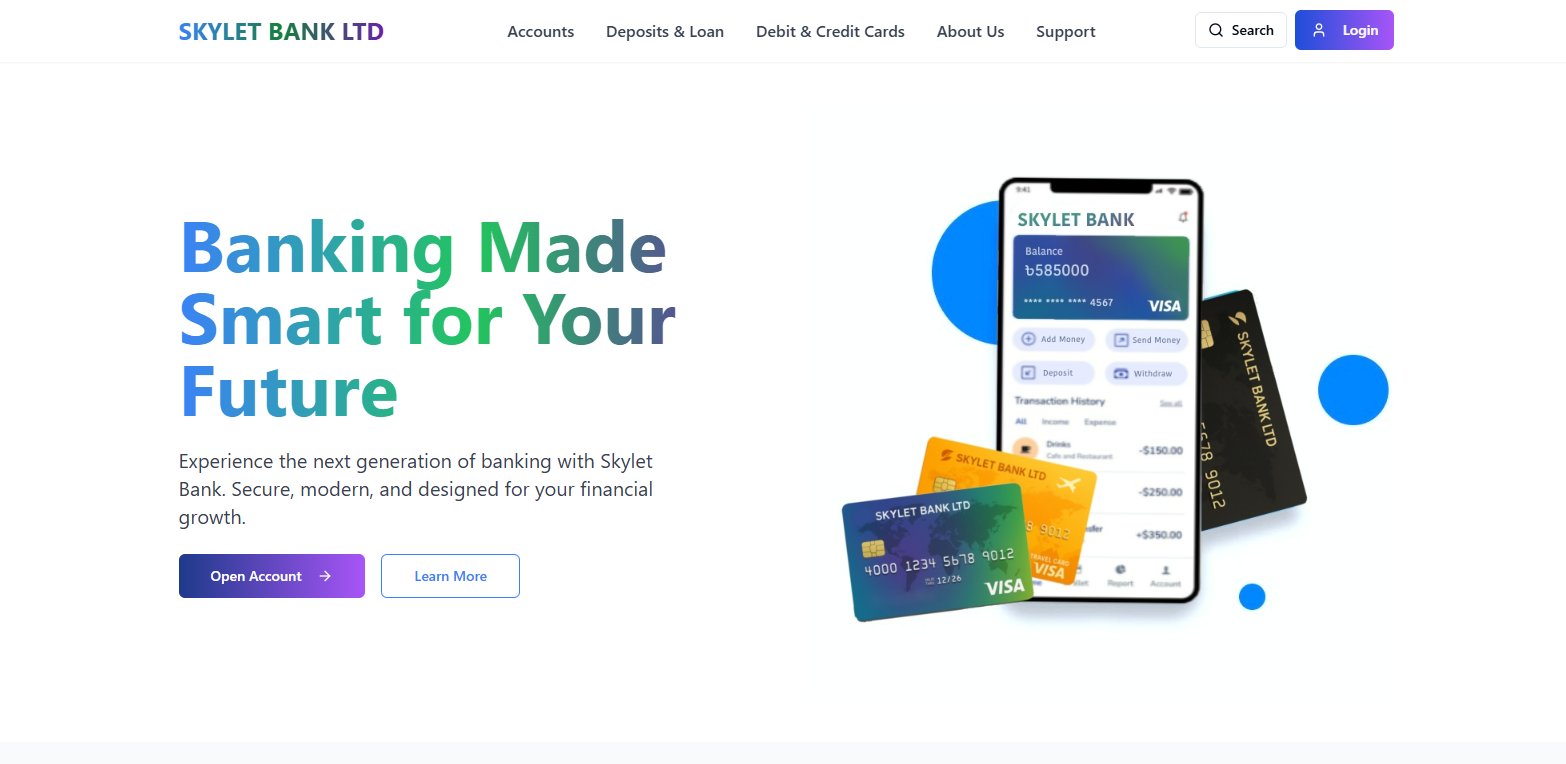 SKYLET BANK LTD
Accounts
Deposits & Loan
Debit & Credit Cards
About Us
Support
Search
Login
Banking Made
Smart for Your
Future
Experience the next generation of banking with Skylet
Bank. Secure, modern, and designed for your financial
growth.
Open Account
Learn More
9:41
SKYLET BANK
Balance
৳585000
**** **** **** 4567
VISA
Add Money
Send Money
Deposit
Withdraw
Transaction History
See all
All
Income
Expense
Drinks
Cafe and Restaurant
-$150.00
-$250.00
+$350.00
Report
Account
SKYLET BANK LTD
5678 9012
SKYLET BANK LTD
9012
TRAVEL CARD
VISA
SKYLET BANK LTD
4000 1234 5678 9012
12/26
VISA